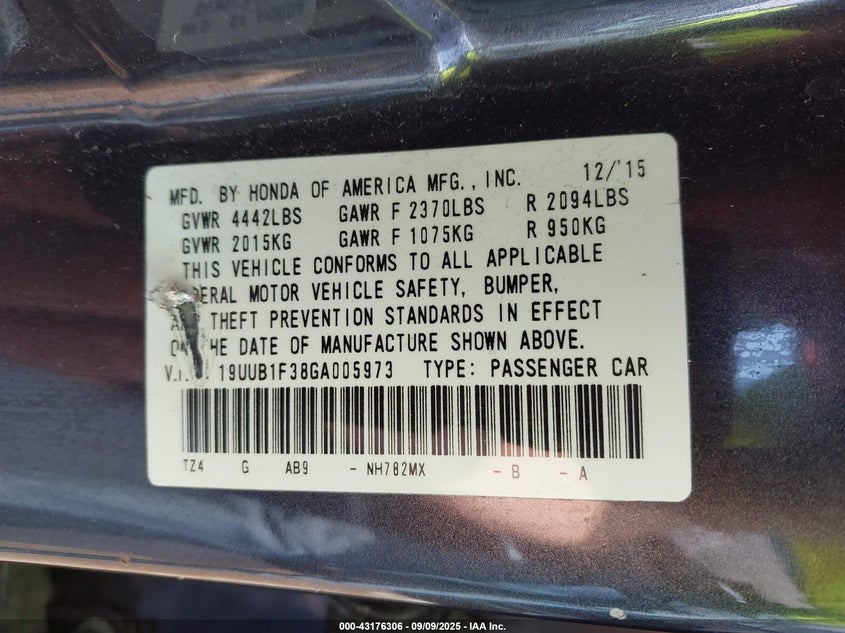 MFD. BY HONDA OF AMERICA MFG., INC. 12/'15
GVWR 4442LBS GAWR F 2370LBS R 2094LBS
GVWR 2015KG GAWR F 1075KG R 950KG
THIS VEHICLE CONFORMS TO ALL APPLICABLE
ERAL MOTOR VEHICLE SAFETY, BUMPER,
THEFT PREVENTION STANDARDS IN EFFECT
HE DATE OF MANUFACTURE SHOWN ABOVE.
19UUB1F38GA005973 TYPE: PASSENGER CAR
TZ4 G AB9 - NH782MX - B - A
000-43176306 - 09/09/2025 - IAA Inc.